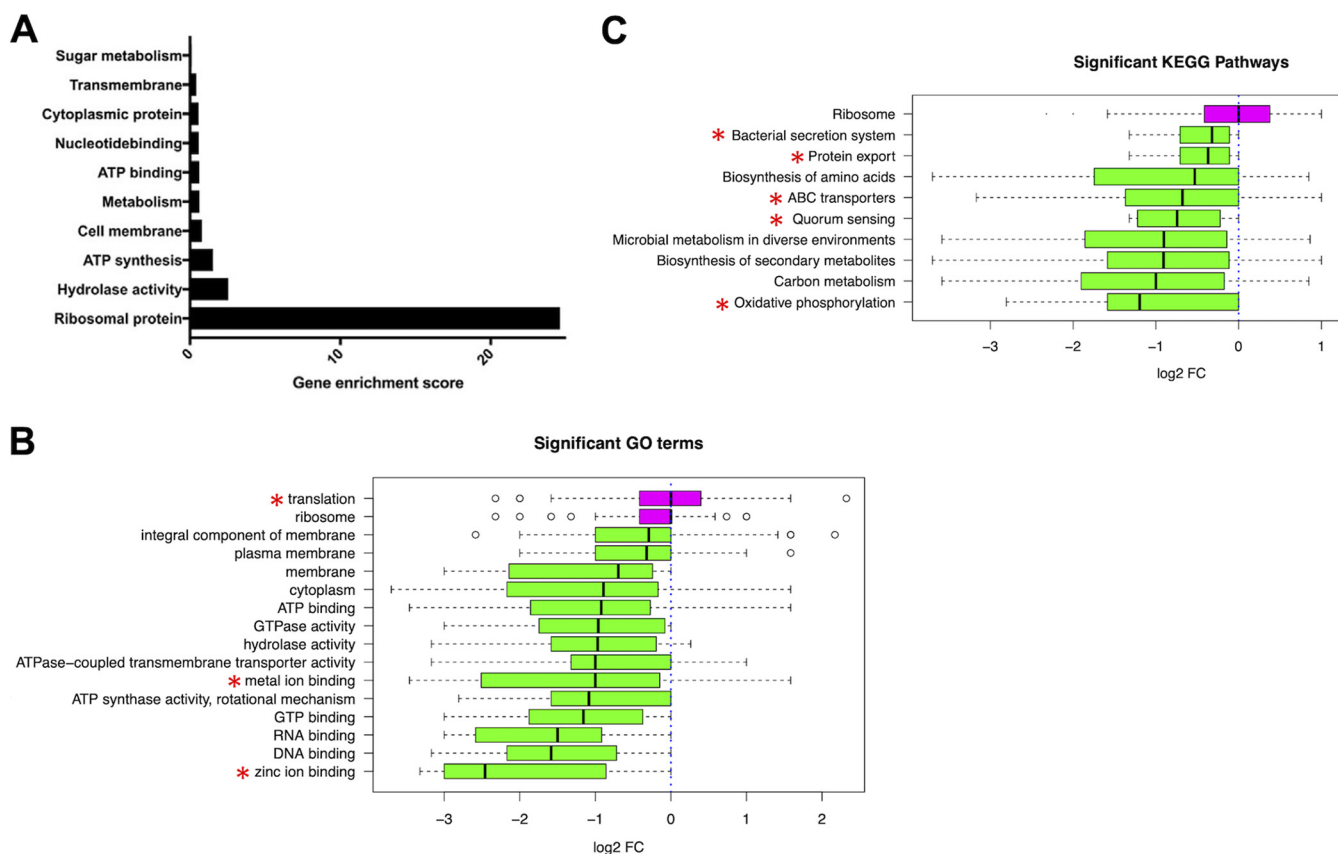 A
Sugar metabolism
Transmembrane
Cytoplasmic protein
Nucleotidebinding
ATP binding
Metabolism
Cell membrane
ATP synthesis
Hydrolase activity
Ribosomal protein
0 10 20
Gene enrichment score
C
Significant KEGG Pathways
Ribosome
* Bacterial secretion system
* Protein export
Biosynthesis of amino acids
* ABC transporters
* Quorum sensing
Microbial metabolism in diverse environments
Biosynthesis of secondary metabolites
Carbon metabolism
* Oxidative phosphorylation
−3 −2 −1 0 1
log2 FC
B
Significant GO terms
* translation
ribosome
integral component of membrane
plasma membrane
membrane
cytoplasm
ATP binding
GTPase activity
hydrolase activity
ATPase−coupled transmembrane transporter activity
* metal ion binding
ATP synthase activity, rotational mechanism
GTP binding
RNA binding
DNA binding
* zinc ion binding
−3 −2 −1 0 1 2
log2 FC